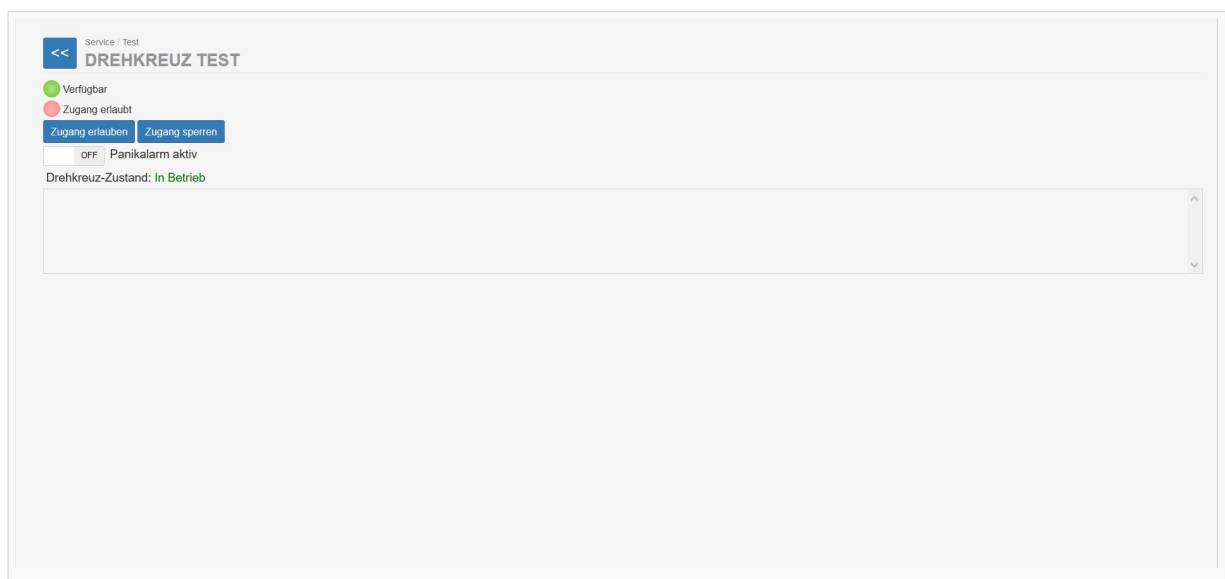 <<
Service / Test
DREHKREUZ TEST
Verfügbar
Zugang erlaubt
Zugang erlauben Zugang sperren
OFF Panikalarm aktiv
Drehkreuz-Zustand: In Betrieb